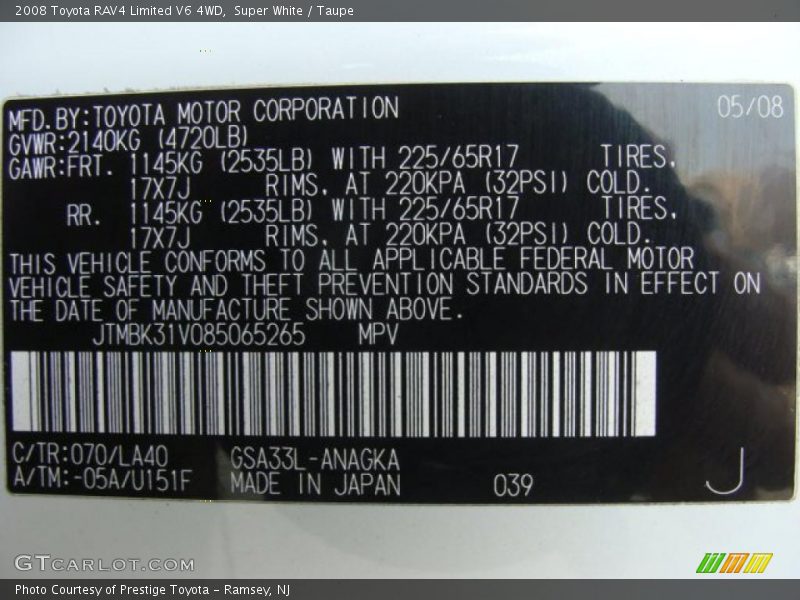 2008 Toyota RAV4 Limited V6 4WD,  Super White / Taupe
MFD.BY:TOYOTA MOTOR CORPORATION 05/08
GVWR:2140KG (4720LB)
GAWR:FRT. 1145KG (2535LB) WITH 225/65R17 TIRES,
17X7J RIMS, AT 220KPA (32PSI) COLD.
RR. 1145KG (2535LB) WITH 225/65R17 TIRES,
17X7J RIMS, AT 220KPA (32PSI) COLD.
THIS VEHICLE CONFORMS TO ALL APPLICABLE FEDERAL MOTOR
VEHICLE SAFETY AND THEFT PREVENTION STANDARDS IN EFFECT ON
THE DATE OF MANUFACTURE SHOWN ABOVE.
JTMBK31V085065265 MPV
C/TR:070/LA40 GSA33L-ANAGKA
A/TM:-05A/U151F MADE IN JAPAN 039 J
GTCARLOT.COM
Photo Courtesy of Prestige Toyota - Ramsey, NJ